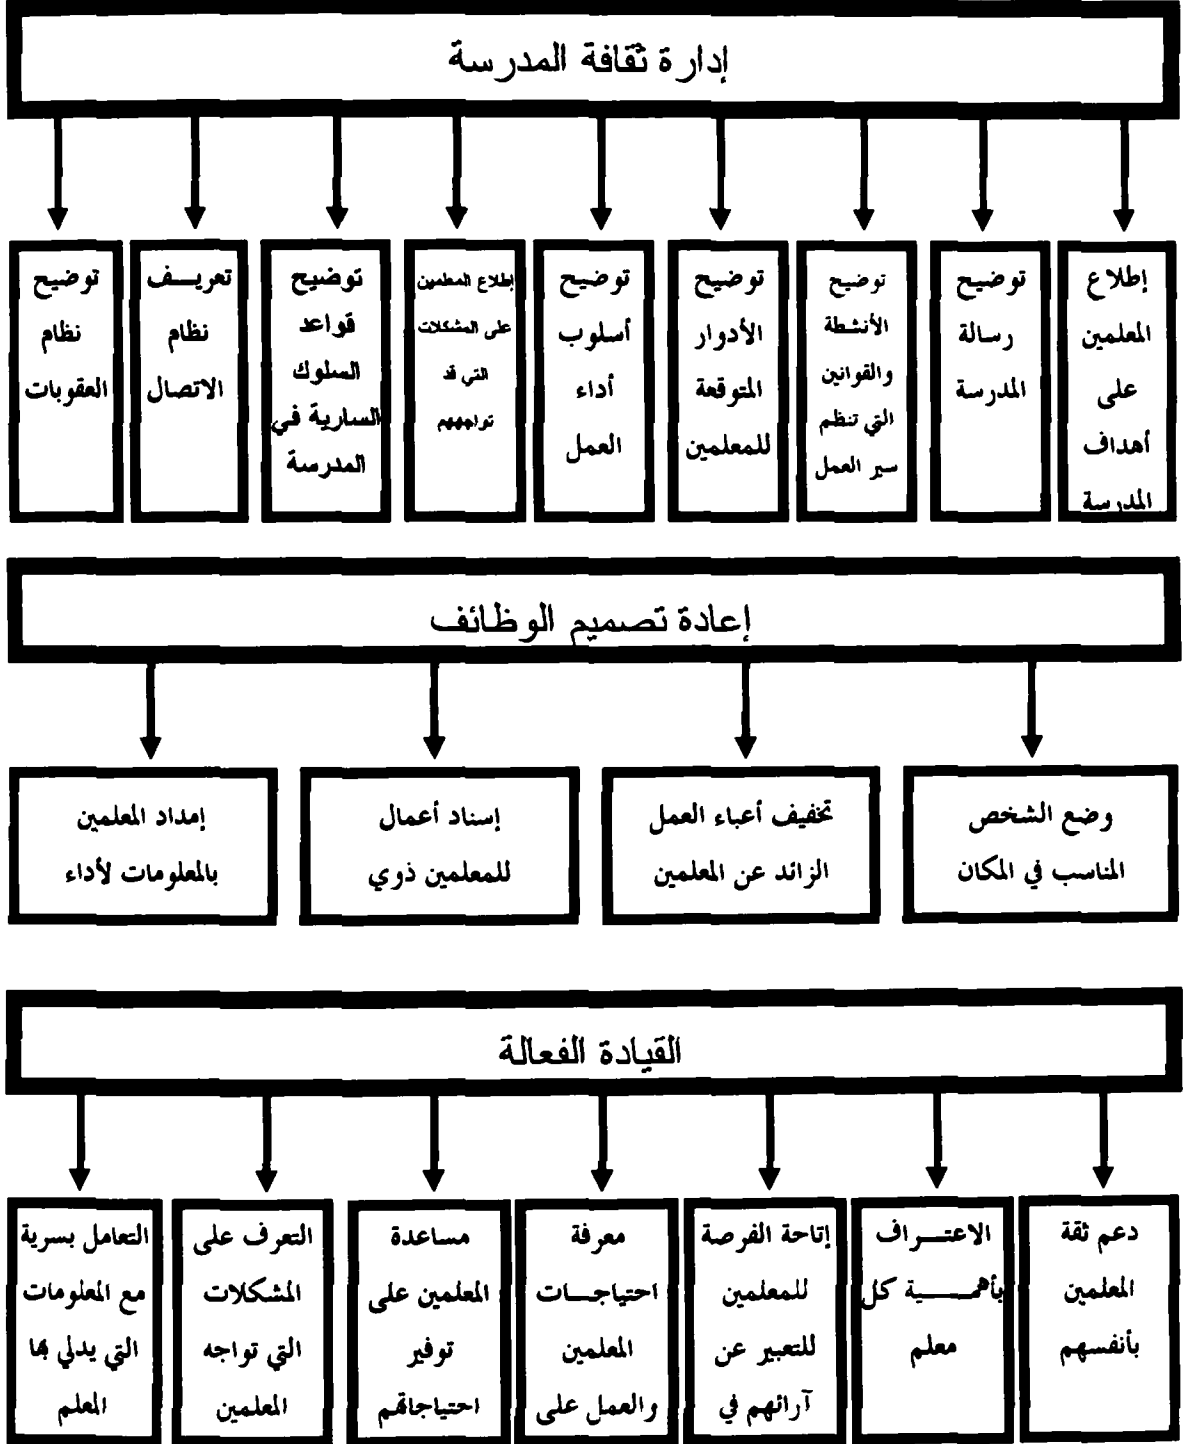 إدارة ثقافة المدرسة
إطلاع
المعلمين
على
أهداف
المدرسة
توضيح
رسالة
المدرسة
توضيح
الأنشطة
والقوانين
التي تنظم
سير العمل
توضيح
الأدوار
المتوقعة
للمعلمين
توضيح
أسلوب
أداء
العمل
إطلاع المعلمين
على المشكلات
التي قد
تواجههم
توضيح
قواعد
السلوك
السارية في
المدرسة
تعريف
نظام
الاتصال
توضيح
نظام
العقوبات
إعادة تصميم الوظائف
وضع الشخص
المناسب في المكان
تخفيف أعباء العمل
الزائد عن المعلمين
إسناد أعمال
للمعلمين ذوي
إمداد المعلمين
بالمعلومات لأداء
القيادة الفعالة
دعم ثقة
المعلمين
بأنفسهم
الاعتراف
بأهمية كل
معلم
إتاحة الفرصة
للمعلمين
للتعبير عن
آرائهم في
معرفة
احتياجات
المعلمين
والعمل على
مساعدة
المعلمين على
توفير
احتياجاتهم
التعرف على
المشكلات
التي تواجه
المعلمين
التعامل بسرية
مع المعلومات
التي يدلي بها
المعلم